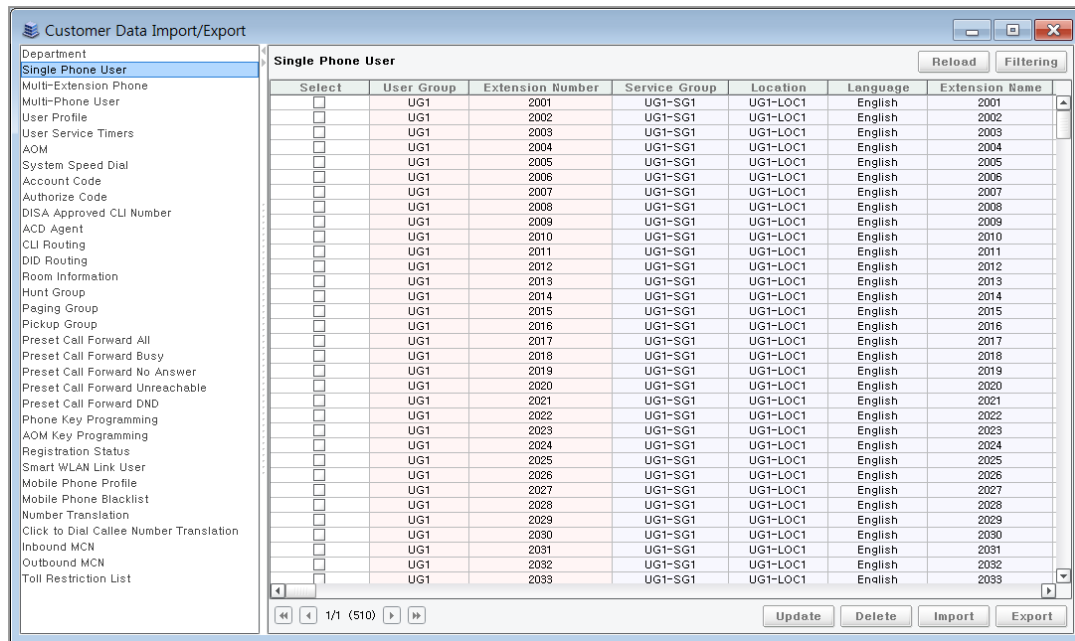 Customer Data Import/Export
Department
Single Phone User
Multi-Extension Phone
Multi-Phone User
User Profile
User Service Timers
AOM
System Speed Dial
Account Code
Authorize Code
DISA Approved CLI Number
ACD Agent
CLI Routing
DID Routing
Room Information
Hunt Group
Paging Group
Pickup Group
Preset Call Forward All
Preset Call Forward Busy
Preset Call Forward No Answer
Preset Call Forward Unreachable
Preset Call Forward DND
Phone Key Programming
AOM Key Programming
Registration Status
Smart WLAN Link User
Mobile Phone Profile
Mobile Phone Blacklist
Number Translation
Click to Dial Callee Number Translation
Inbound MCN
Outbound MCN
Toll Restriction List
Single Phone User Reload Filtering
Select User Group Extension Number Service Group Location Language Extension Name
UG1 2001 UG1-SG1 UG1-LOC1 English 2001
UG1 2002 UG1-SG1 UG1-LOC1 English 2002
UG1 2003 UG1-SG1 UG1-LOC1 English 2003
UG1 2004 UG1-SG1 UG1-LOC1 English 2004
UG1 2005 UG1-SG1 UG1-LOC1 English 2005
UG1 2006 UG1-SG1 UG1-LOC1 English 2006
UG1 2007 UG1-SG1 UG1-LOC1 English 2007
UG1 2008 UG1-SG1 UG1-LOC1 English 2008
UG1 2009 UG1-SG1 UG1-LOC1 English 2009
UG1 2010 UG1-SG1 UG1-LOC1 English 2010
UG1 2011 UG1-SG1 UG1-LOC1 English 2011
UG1 2012 UG1-SG1 UG1-LOC1 English 2012
UG1 2013 UG1-SG1 UG1-LOC1 English 2013
UG1 2014 UG1-SG1 UG1-LOC1 English 2014
UG1 2015 UG1-SG1 UG1-LOC1 English 2015
UG1 2016 UG1-SG1 UG1-LOC1 English 2016
UG1 2017 UG1-SG1 UG1-LOC1 English 2017
UG1 2018 UG1-SG1 UG1-LOC1 English 2018
UG1 2019 UG1-SG1 UG1-LOC1 English 2019
UG1 2020 UG1-SG1 UG1-LOC1 English 2020
UG1 2021 UG1-SG1 UG1-LOC1 English 2021
UG1 2022 UG1-SG1 UG1-LOC1 English 2022
UG1 2023 UG1-SG1 UG1-LOC1 English 2023
UG1 2024 UG1-SG1 UG1-LOC1 English 2024
UG1 2025 UG1-SG1 UG1-LOC1 English 2025
UG1 2026 UG1-SG1 UG1-LOC1 English 2026
UG1 2027 UG1-SG1 UG1-LOC1 English 2027
UG1 2028 UG1-SG1 UG1-LOC1 English 2028
UG1 2029 UG1-SG1 UG1-LOC1 English 2029
UG1 2030 UG1-SG1 UG1-LOC1 English 2030
UG1 2031 UG1-SG1 UG1-LOC1 English 2031
UG1 2032 UG1-SG1 UG1-LOC1 English 2032
UG1 2033 UG1-SG1 UG1-LOC1 English 2033
1/1 (510) Update Delete Import Export